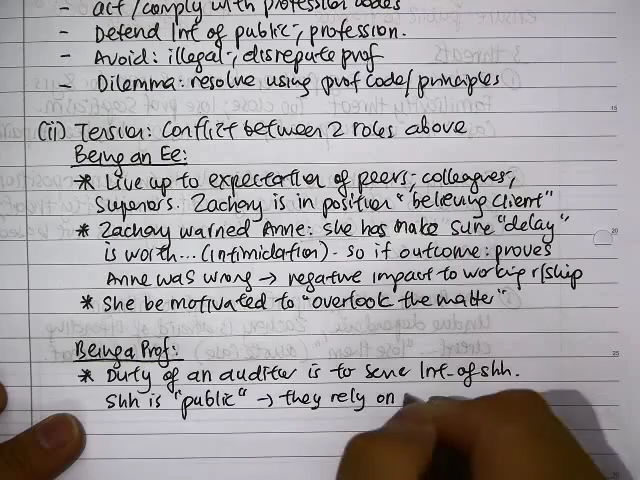 - act / comply with profession codes
- Defend Int of public, profession.
- Avoid: illegal, disrepute prof
- Dilemma: resolve using prof code/principles
(ii) Tension: Conflict between 2 roles above
Being an Ee:
* Live up to expectation of peers, colleagues,
Superiors. Zachary is in position "believing client"
* Zachary warned Anne: she has make sure "delay"
is worth... (intimidation). So if outcome: proves
Anne was wrong → negative impact to working r/ship
* She be motivated to "overlook the matter"
Being a Prof:
* Duty of an auditor is to serve Int-of shh.
Shh is "public" → they rely on
15
20
25